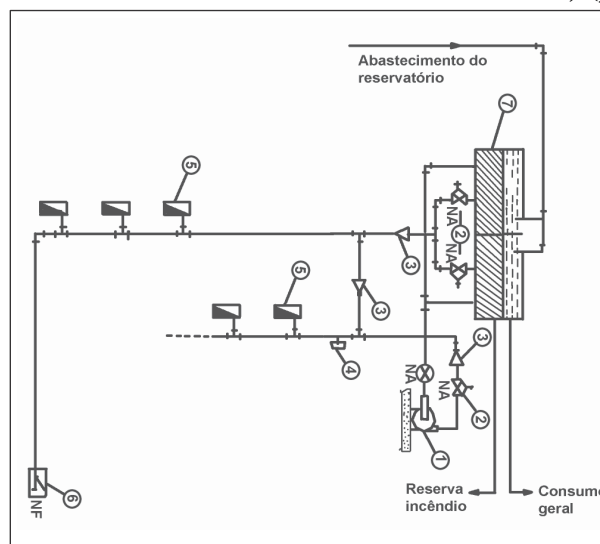 Abastecimento do
reservatório
7
5
NA
2
NA
3
3
5
3
4
NA
NA
2
1
6
NF
Reserva
incêndio
Consumo
geral